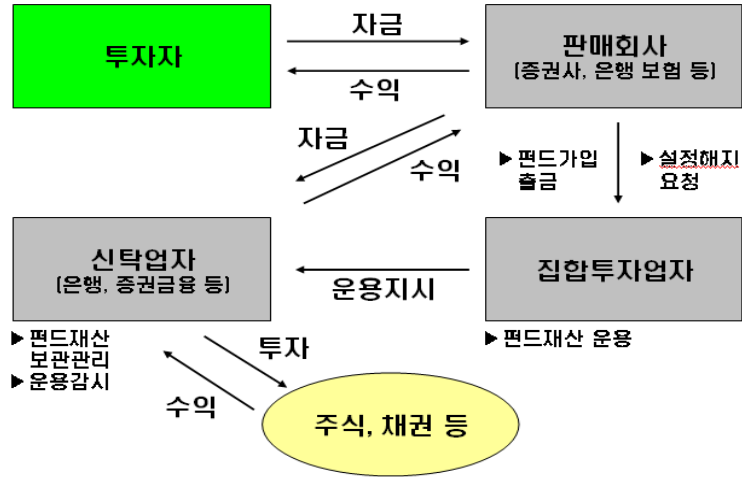 투자자
자금
수익
판매회사
(증권사, 은행 보험 등)
자금
수익
▶ 펀드가입
출금
▶ 설정해지
요청
신탁업자
(은행, 증권금융 등)
운용지시
집합투자업자
▶ 펀드재산
보관관리
▶ 운용감시
▶ 펀드재산 운용
투자
수익
주식, 채권 등